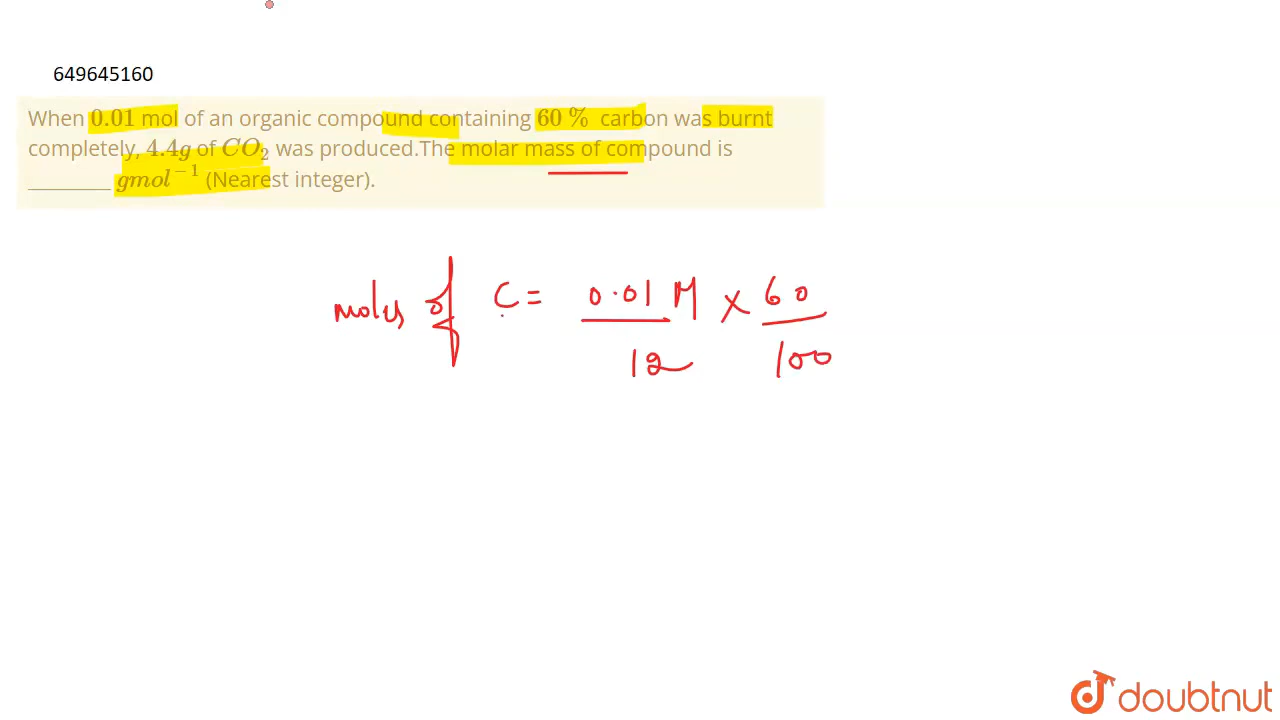 649645160
When 0.01 mol of an organic compound containing 60 % carbon was burnt
completely, 4.4g of CO₂ was produced.The molar mass of compound is
________ gmol⁻¹ (Nearest integer).
moles of C = 0.01 M / 12 × 60 / 100
doubtnut